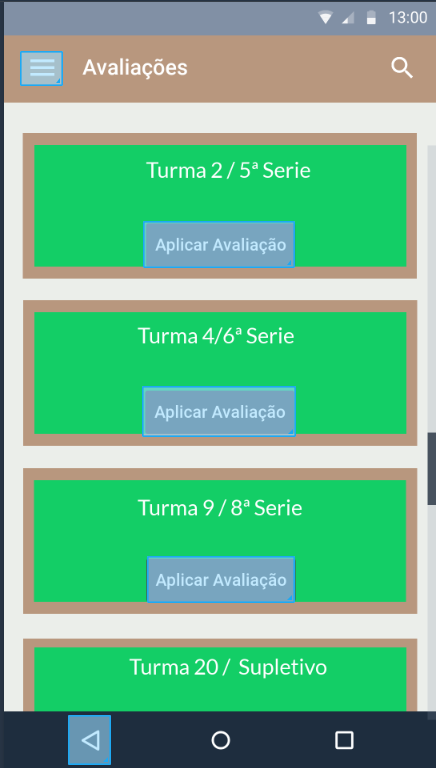 13:00
Avaliações
Turma 2 / 5ª Serie
Aplicar Avaliação
Turma 4/6ª Serie
Aplicar Avaliação
Turma 9 / 8ª Serie
Aplicar Avaliação
Turma 20 / Supletivo